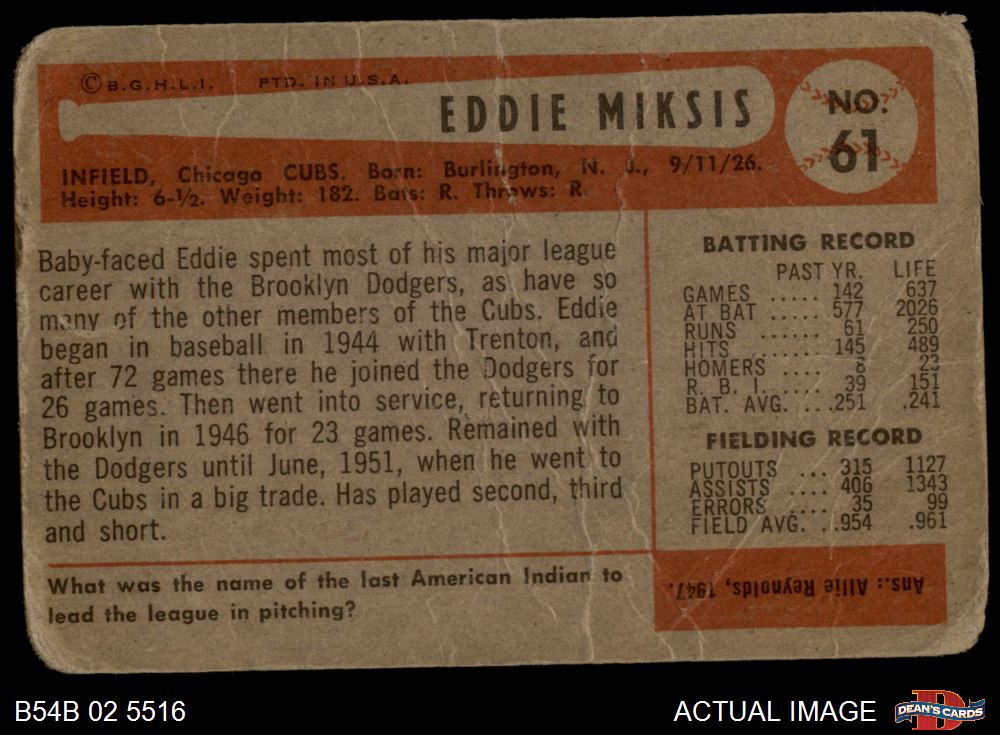 © B.G.H.L.I. PTD. IN U.S.A.
EDDIE MIKSIS
NO.
61
INFIELD, Chicago CUBS. Born: Burlington, N. J., 9/11/26.
Height: 6-½. Weight: 182. Bats: R. Throws: R.
Baby-faced Eddie spent most of his major league
career with the Brooklyn Dodgers, as have so
many of the other members of the Cubs. Eddie
began in baseball in 1944 with Trenton, and
after 72 games there he joined the Dodgers for
26 games. Then went into service, returning to
Brooklyn in 1946 for 23 games. Remained with
the Dodgers until June, 1951, when he went to
the Cubs in a big trade. Has played second, third
and short.
BATTING RECORD
PAST YR. LIFE
GAMES ..... 142 637
AT BAT ..... 577 2026
RUNS ...... 61 250
HITS ....... 145 489
HOMERS .... 8 23
R. B. I. .... 39 151
BAT. AVG. ...251 .241
FIELDING RECORD
PUTOUTS ... 315 1127
ASSISTS .... 406 1343
ERRORS .... 35 99
FIELD AVG. ..954 .961
What was the name of the last American Indian to
lead the league in pitching?
Ans.: Allie Reynolds, 1947.
B54B 02 5516
ACTUAL IMAGE
DEAN'S CARDS